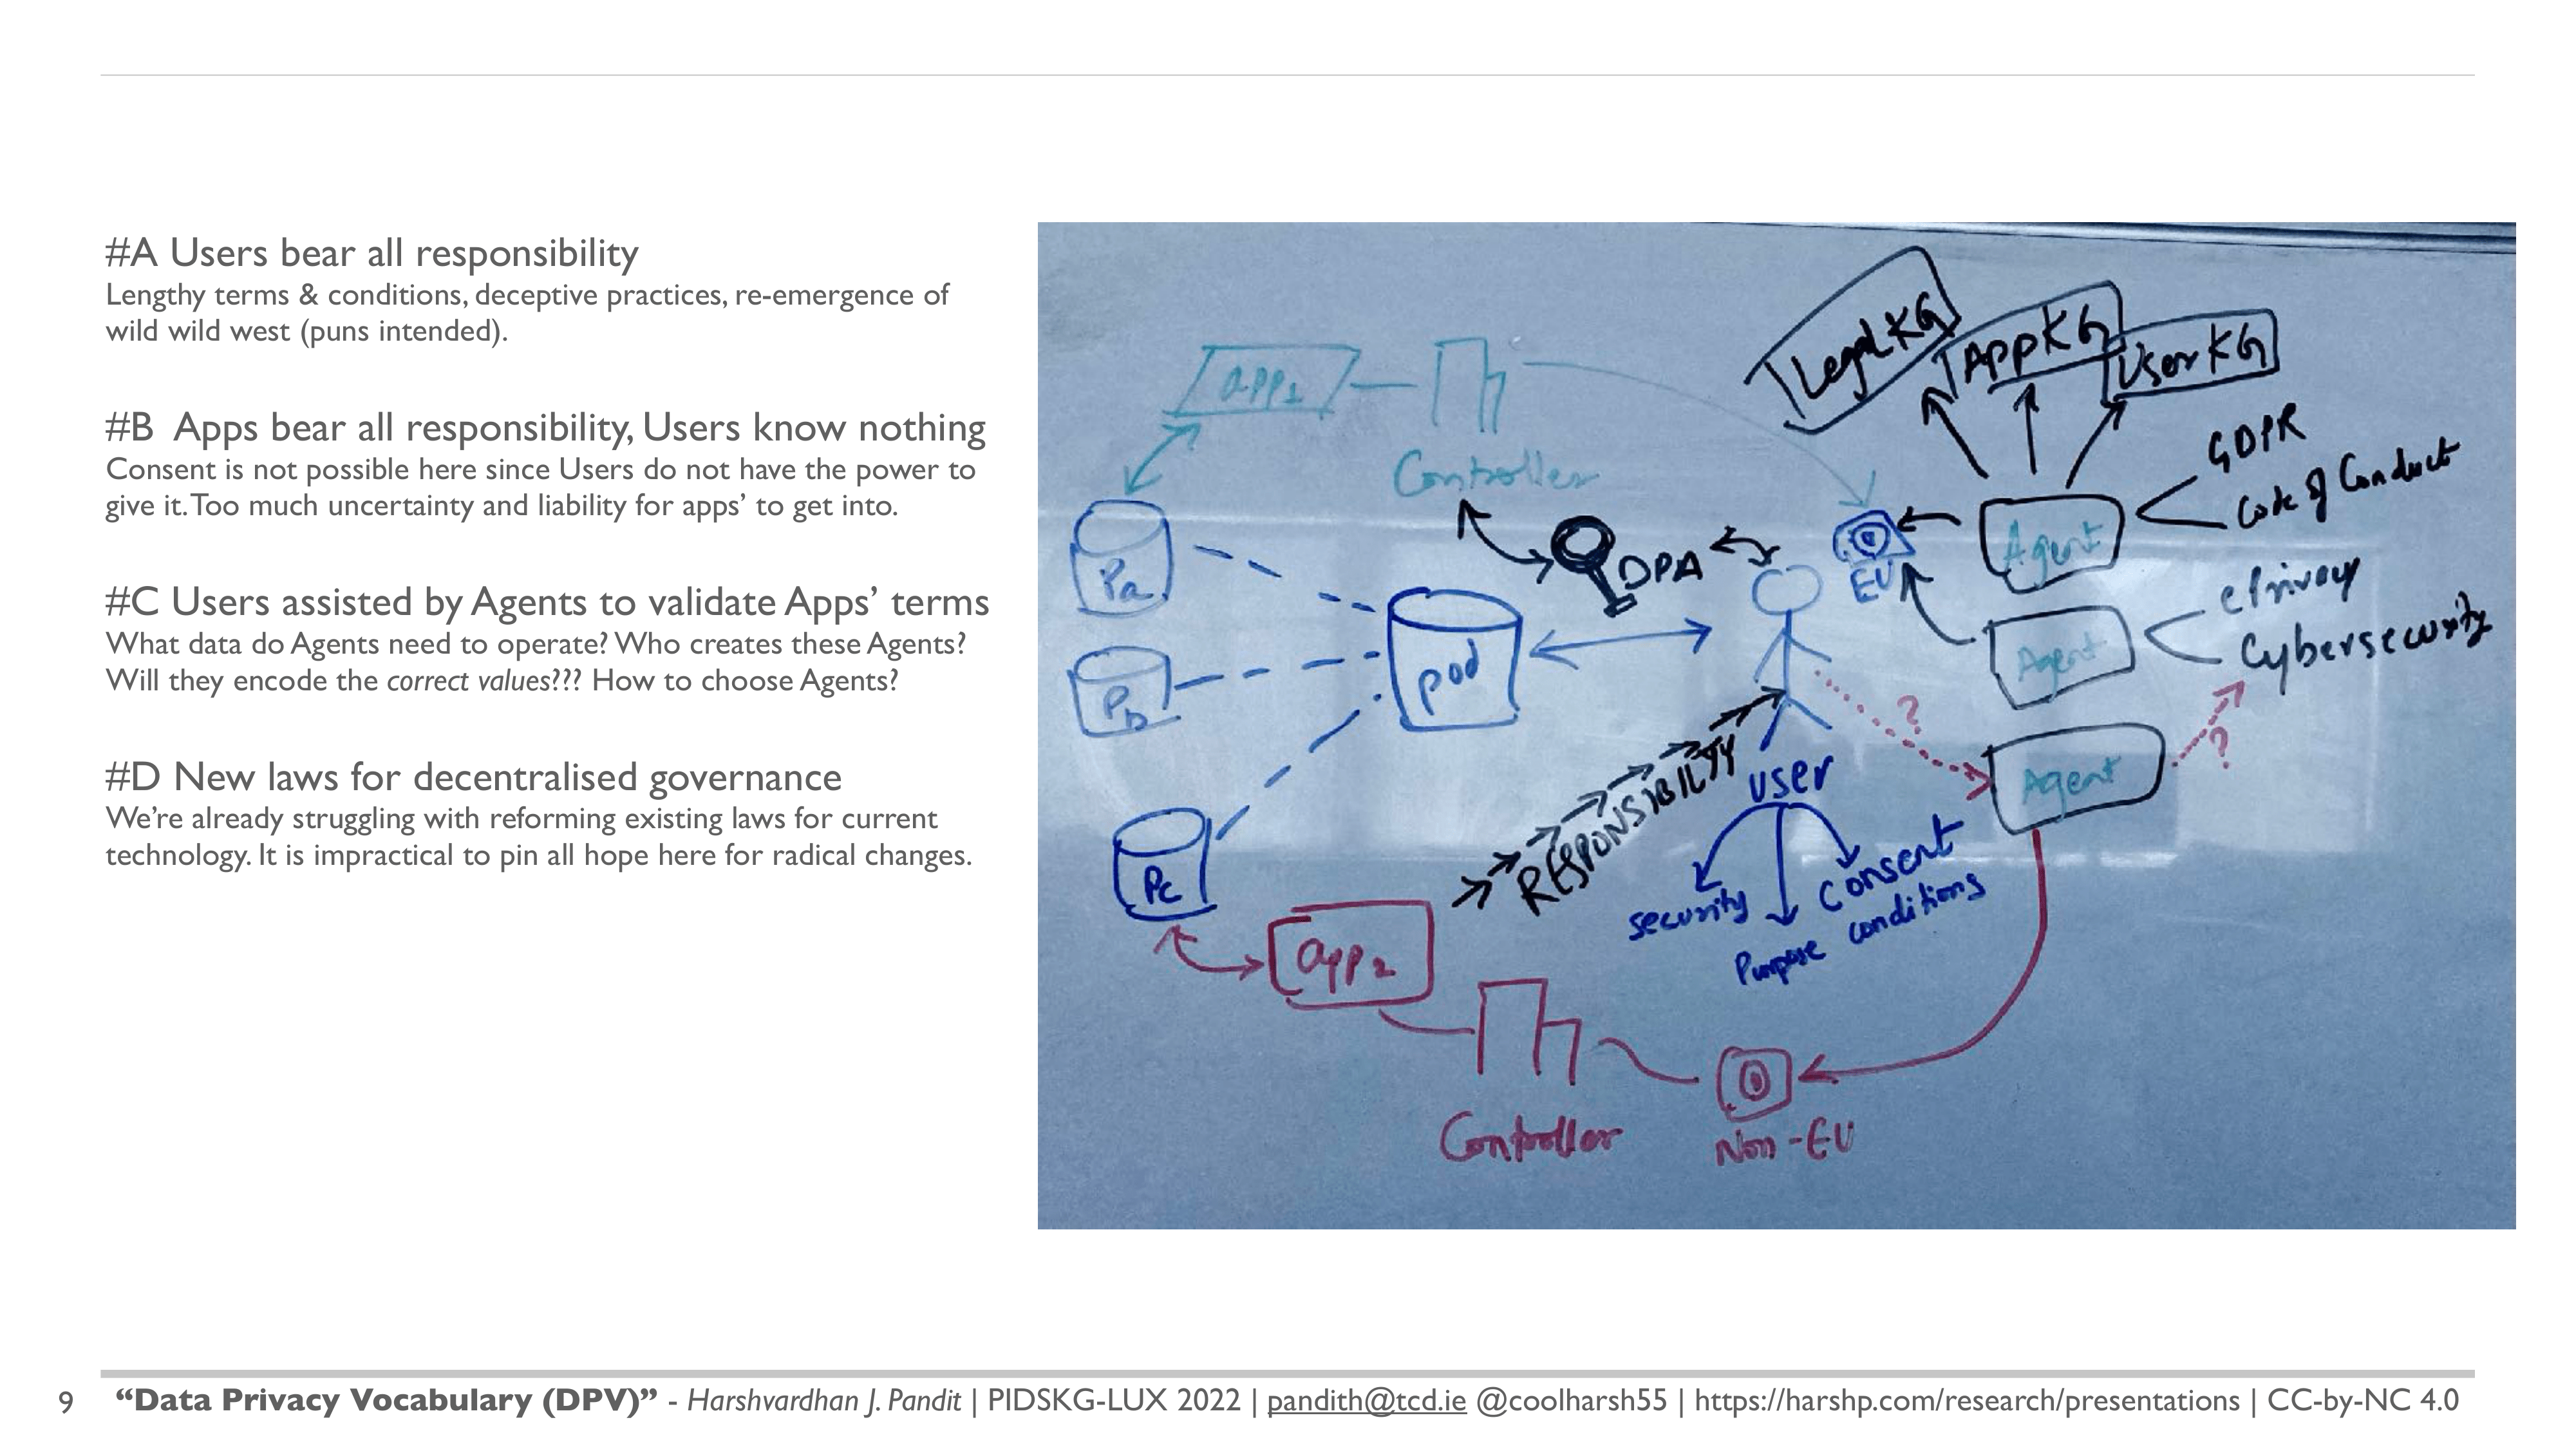 #A Users bear all responsibility
Lengthy terms & conditions, deceptive practices, re-emergence of
wild wild west (puns intended).
#B Apps bear all responsibility, Users know nothing
Consent is not possible here since Users do not have the power to
give it. Too much uncertainty and liability for apps’ to get into.
#C Users assisted by Agents to validate Apps’ terms
What data do Agents need to operate? Who creates these Agents?
Will they encode the correct values??? How to choose Agents?
#D New laws for decentralised governance
We’re already struggling with reforming existing laws for current
technology. It is impractical to pin all hope here for radical changes.
Legal KG
App KG
User KG
app1
Controller
GDPR
Code of Conduct
Agent
Pa
DPA
EU
ePrivacy
Cybersecurity
Agent
Pb
pod
?
?
Agent
RESPONSIBILITY
user
Pc
security
Consent
Purpose
conditions
app2
Controller
Non-EU
9 “Data Privacy Vocabulary (DPV)” - Harshvardhan J. Pandit | PIDSKG-LUX 2022 | pandith@tcd.ie @coolharsh55 | https://harshp.com/research/presentations | CC-by-NC 4.0